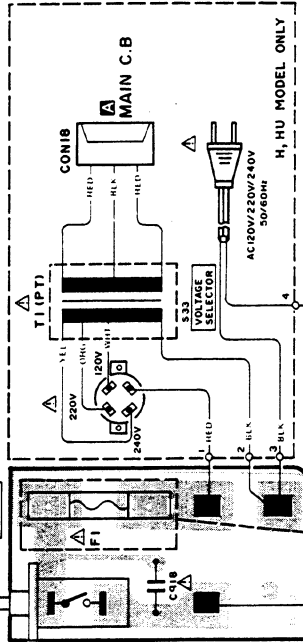 H, HU MODEL ONLY
A
MAIN C.B
CON18
RED
BLK
RED
AC120V/220V/240V
50/60Hz
T1 (PT)
S33
VOLTAGE
SELECTOR
YEL
ORG
WHT
220V
120V
240V
1
RED
2
BLK
3
BLK
4
F1
C918